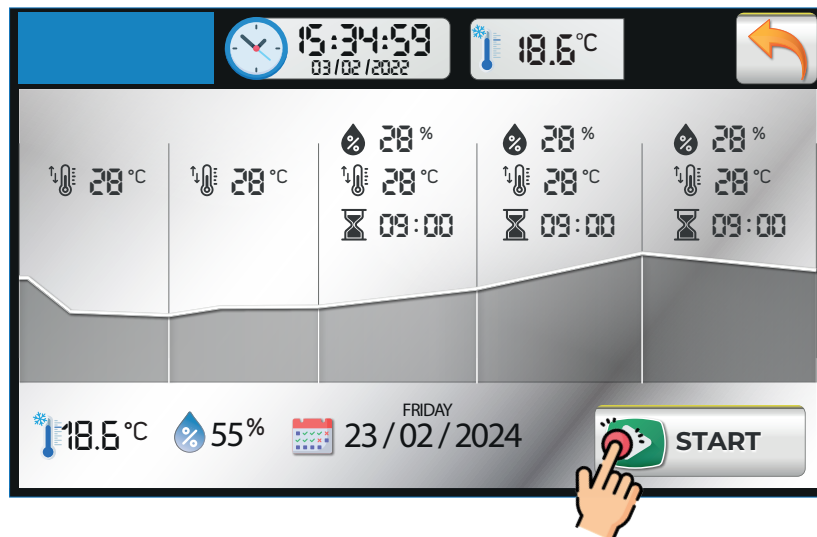 15:34:59
03/02/2022
18.6°C
28 °C
28 °C
28 %
28 °C
09:00
28 %
28 °C
09:00
28 %
28 °C
09:00
18.6 °C
55%
FRIDAY
23 / 02 / 2024
START